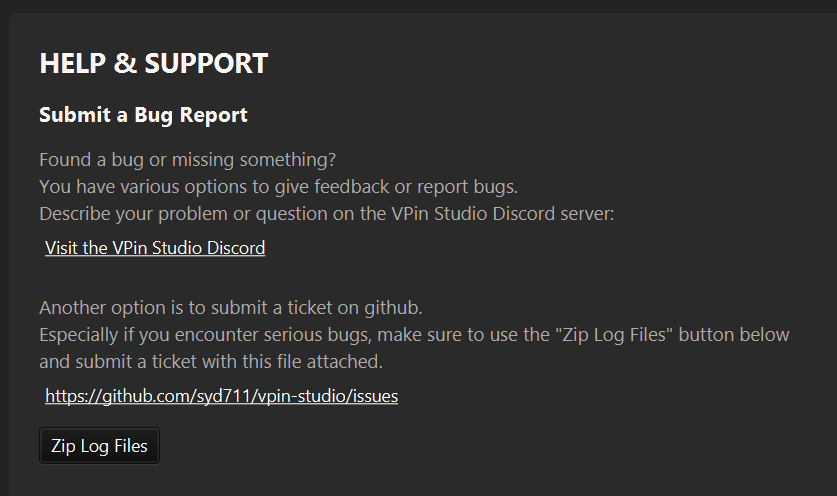 HELP & SUPPORT
Submit a Bug Report
Found a bug or missing something?
You have various options to give feedback or report bugs.
Describe your problem or question on the VPin Studio Discord server:
Visit the VPin Studio Discord
Another option is to submit a ticket on github.
Especially if you encounter serious bugs, make sure to use the "Zip Log Files" button below
and submit a ticket with this file attached.
https://github.com/syd711/vpin-studio/issues
Zip Log Files